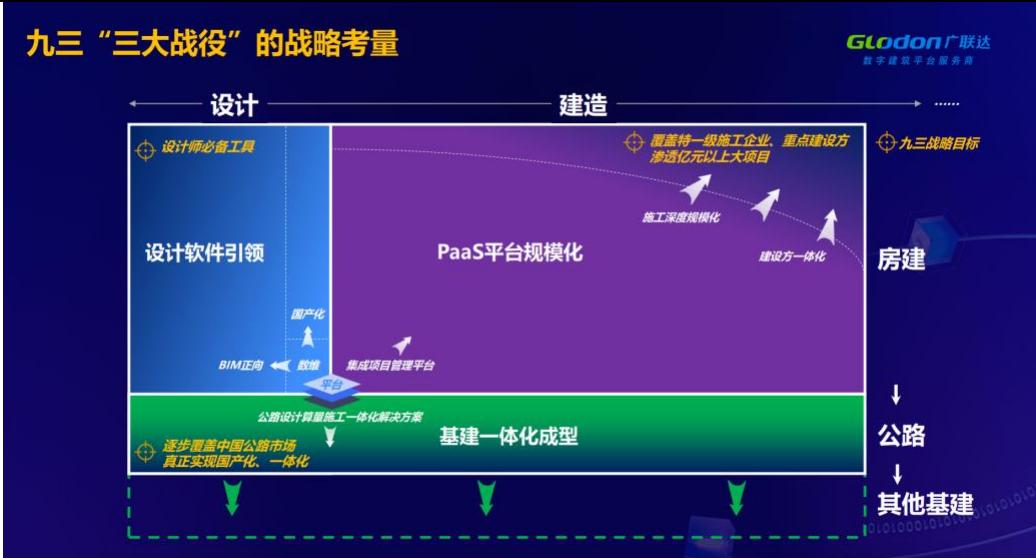 九三“三大战役”的战略考量
GLodon广联达
数字建筑平台服务商
设计
建造
......
设计师必备工具
覆盖特一级施工企业、重点建设方
渗透亿元以上大项目
九三战略目标
施工深度规模化
设计软件引领
PaaS平台规模化
建设方一体化
房建
国产化
BIM正向
数维
集成项目管理平台
平台
公路设计算量施工一体化解决方案
基建一体化成型
公路
逐步覆盖中国公路市场
真正实现国产化、一体化
其他基建